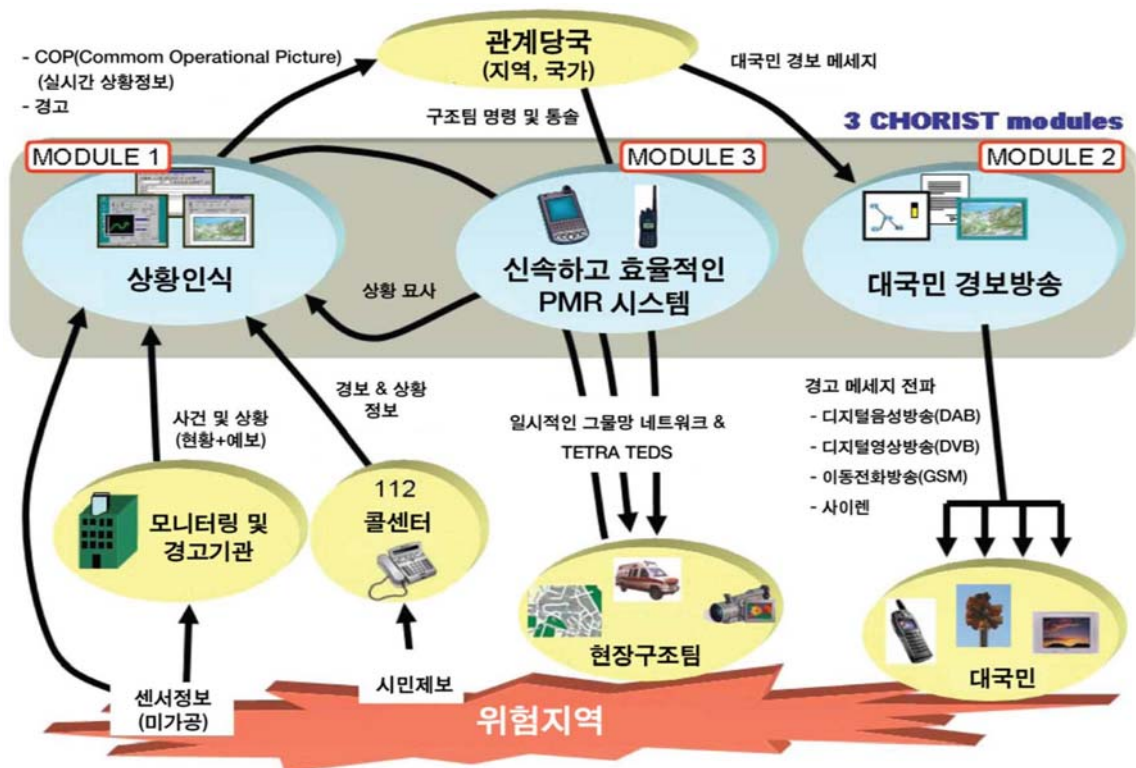 관계당국
(지역, 국가)
- COP(Commom Operational Picture)
(실시간 상황정보)
- 경고
대국민 경보 메세지
구조팀 명령 및 통솔
3 CHORIST modules
MODULE 1
MODULE 3
MODULE 2
상황인식
신속하고 효율적인
PMR 시스템
대국민 경보방송
상황 묘사
경보 & 상황
정보
사건 및 상황
(현황+예보)
일시적인 그물망 네트워크 &
TETRA TEDS
경고 메세지 전파
- 디지털음성방송(DAB)
- 디지털영상방송(DVB)
- 이동전화방송(GSM)
- 사이렌
모니터링 및
경고기관
112
콜센터
현장구조팀
대국민
센서정보
(미가공)
시민제보
위험지역